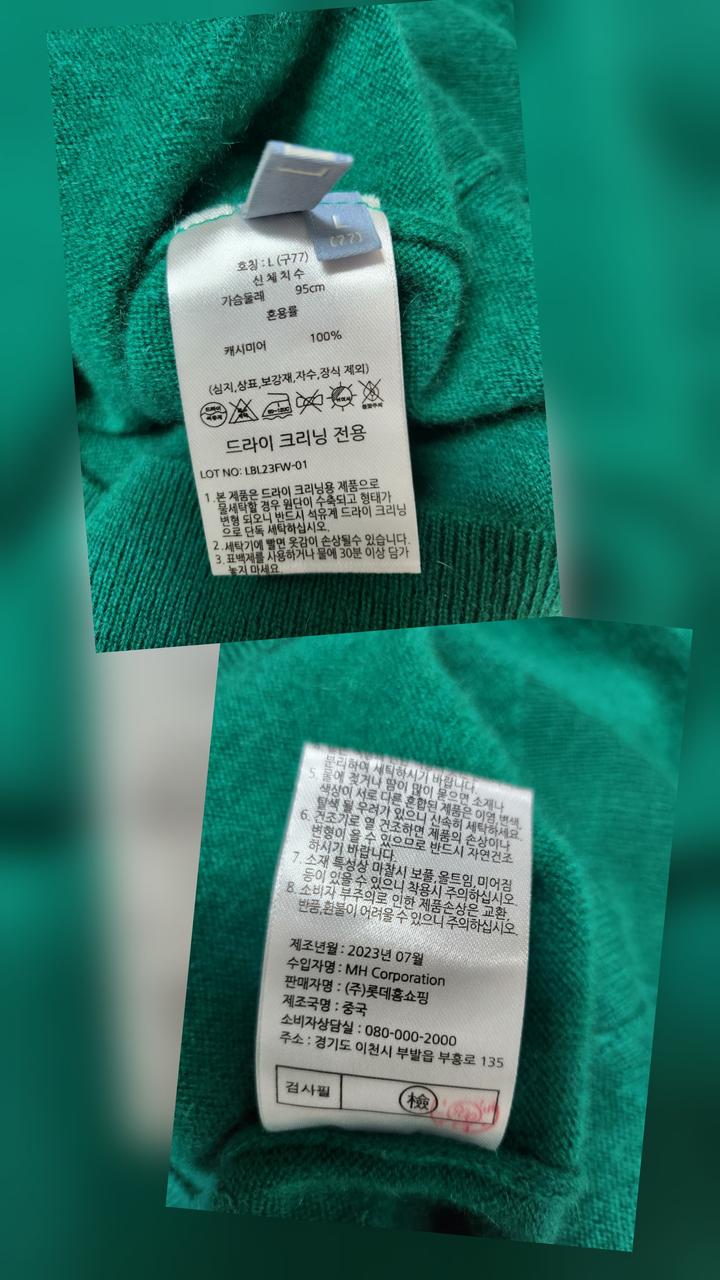 L
(77)
호칭 : L (구77)
신체치수
가슴둘레 95cm
혼용률
캐시미어 100%
(심지,상표,보강재,자수,장식 제외)
드라이 크리닝 전용
LOT NO: LBL23FW-01
1. 본 제품은 드라이 크리닝용 제품으로
물세탁할 경우 원단이 수축되고 형태가
변형 되오니 반드시 석유계 드라이 크리닝
으로 단독 세탁하십시오.
2. 세탁기에 빨면 옷감이 손상될수 있습니다.
3. 표백제를 사용하거나 물에 30분 이상 담가
놓지 마세요.
분리하여 세탁하시기 바랍니다.
5. 물에 젖거나 땀이 많이 묻으면 소재나
색상이 서로 다른 혼합된 제품은 이염,변색,
탈색 될 우려가 있으니 신속히 세탁하세요.
6. 건조기로 열 건조하면 제품의 손상이나
변형이 올 수 있으므로 반드시 자연건조
하시기 바랍니다.
7. 소재 특성상 마찰시 보풀,올트임,미어짐
등이 있을수 있으니 착용시 주의하십시오.
8. 소비자 부주의로 인한 제품손상은 교환,
반품,환불이 어려울 수 있으니 주의하십시오.
제조년월 : 2023년 07월
수입자명 : MH Corporation
판매자명 : (주)롯데홈쇼핑
제조국명 : 중국
소비자상담실 : 080-000-2000
주소 : 경기도 이천시 부발읍 부흥로 135
검사필 檢